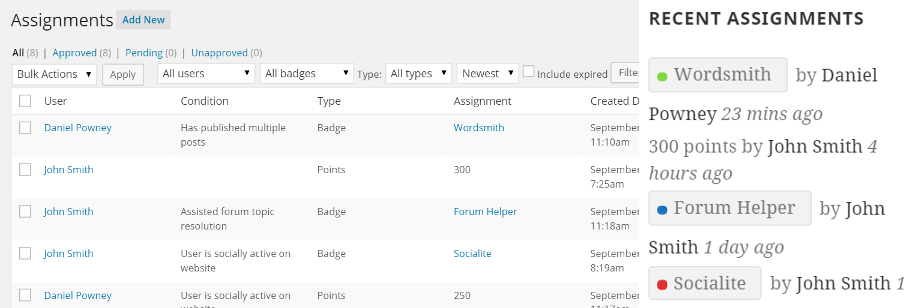 Assignments Add New
All (8) | Approved (8) | Pending (0) | Unapproved (0)
Bulk Actions Apply All users All badges Type: All types Newest Include expired Filter
User Condition Type Assignment Created D
Daniel Powney Has published multiple Badge Wordsmith September
posts 11:10am
John Smith Points 300 September
7:25am
John Smith Assisted forum topic Badge Forum Helper September
resolution 11:18am
John Smith User is socially active on Badge Socialite September
website 8:19am
Daniel Powney User is socially active on Points 250 September
RECENT ASSIGNMENTS
Wordsmith by Daniel
Powney 23 mins ago
300 points by John Smith 4
hours ago
Forum Helper by John
Smith 1 day ago
Socialite by John Smith 1